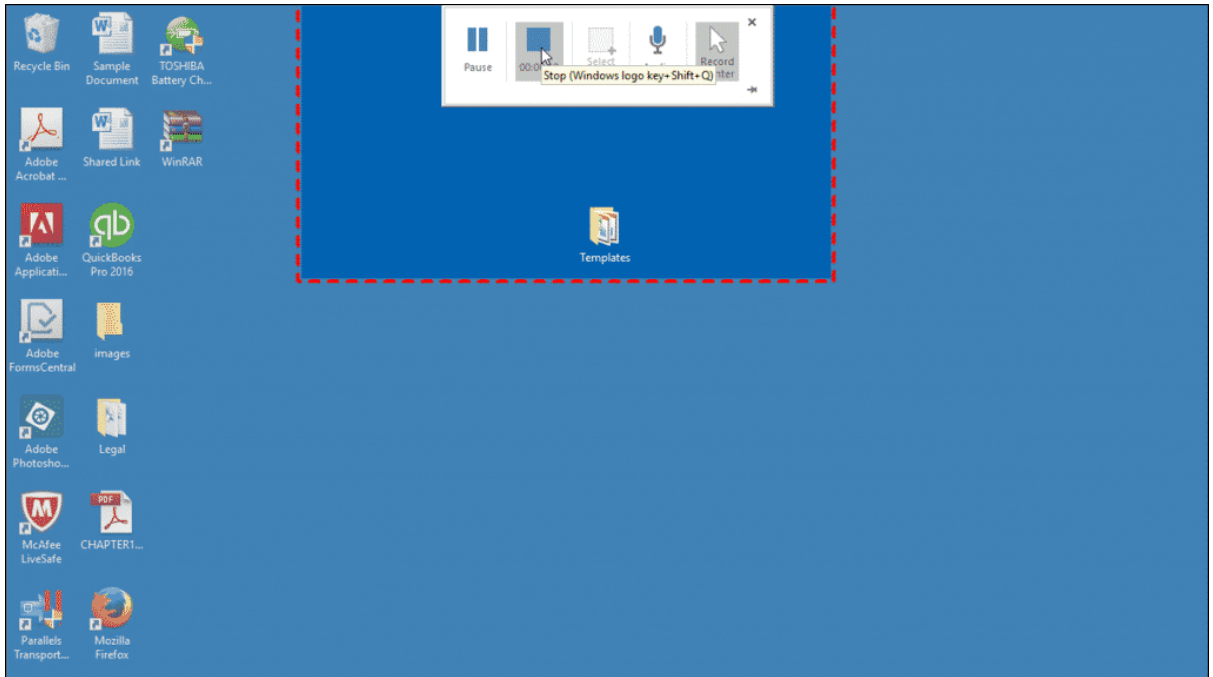 Pause
00:00
Select
Record
Stop (Windows logo key+Shift+Q)
Recycle Bin
Sample
Document
TOSHIBA
Battery Ch...
Adobe
Acrobat ...
Shared Link
WinRAR
Adobe
Applicati...
QuickBooks
Pro 2016
Templates
Adobe
FormsCentral
images
Adobe
Photosho...
Legal
McAfee
LiveSafe
PDF
CHAPTER1...
Parallels
Transport...
Mozilla
Firefox